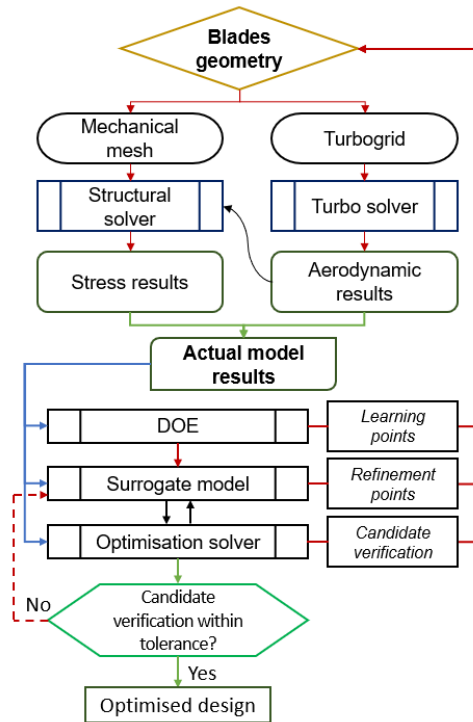 Blades
geometry
Mechanical
mesh
Turbogrid
Structural
solver
Turbo solver
Stress results
Aerodynamic
results
Actual model
results
DOE
Learning
points
Surrogate model
Refinement
points
Optimisation solver
Candidate
verification
No
Candidate
verification within
tolerance?
Yes
Optimised design